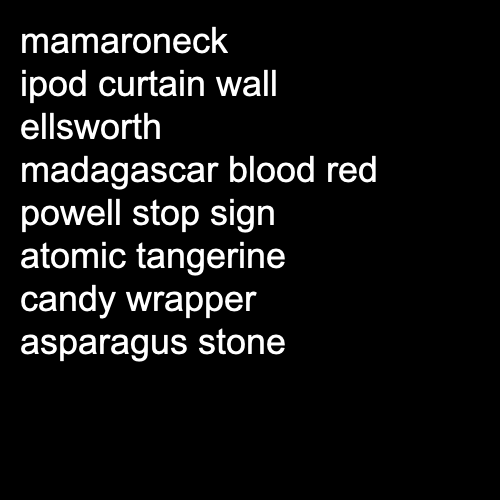 mamaroneck
ipod curtain wall
ellsworth
madagascar blood red
powell stop sign
atomic tangerine
candy wrapper
asparagus stone